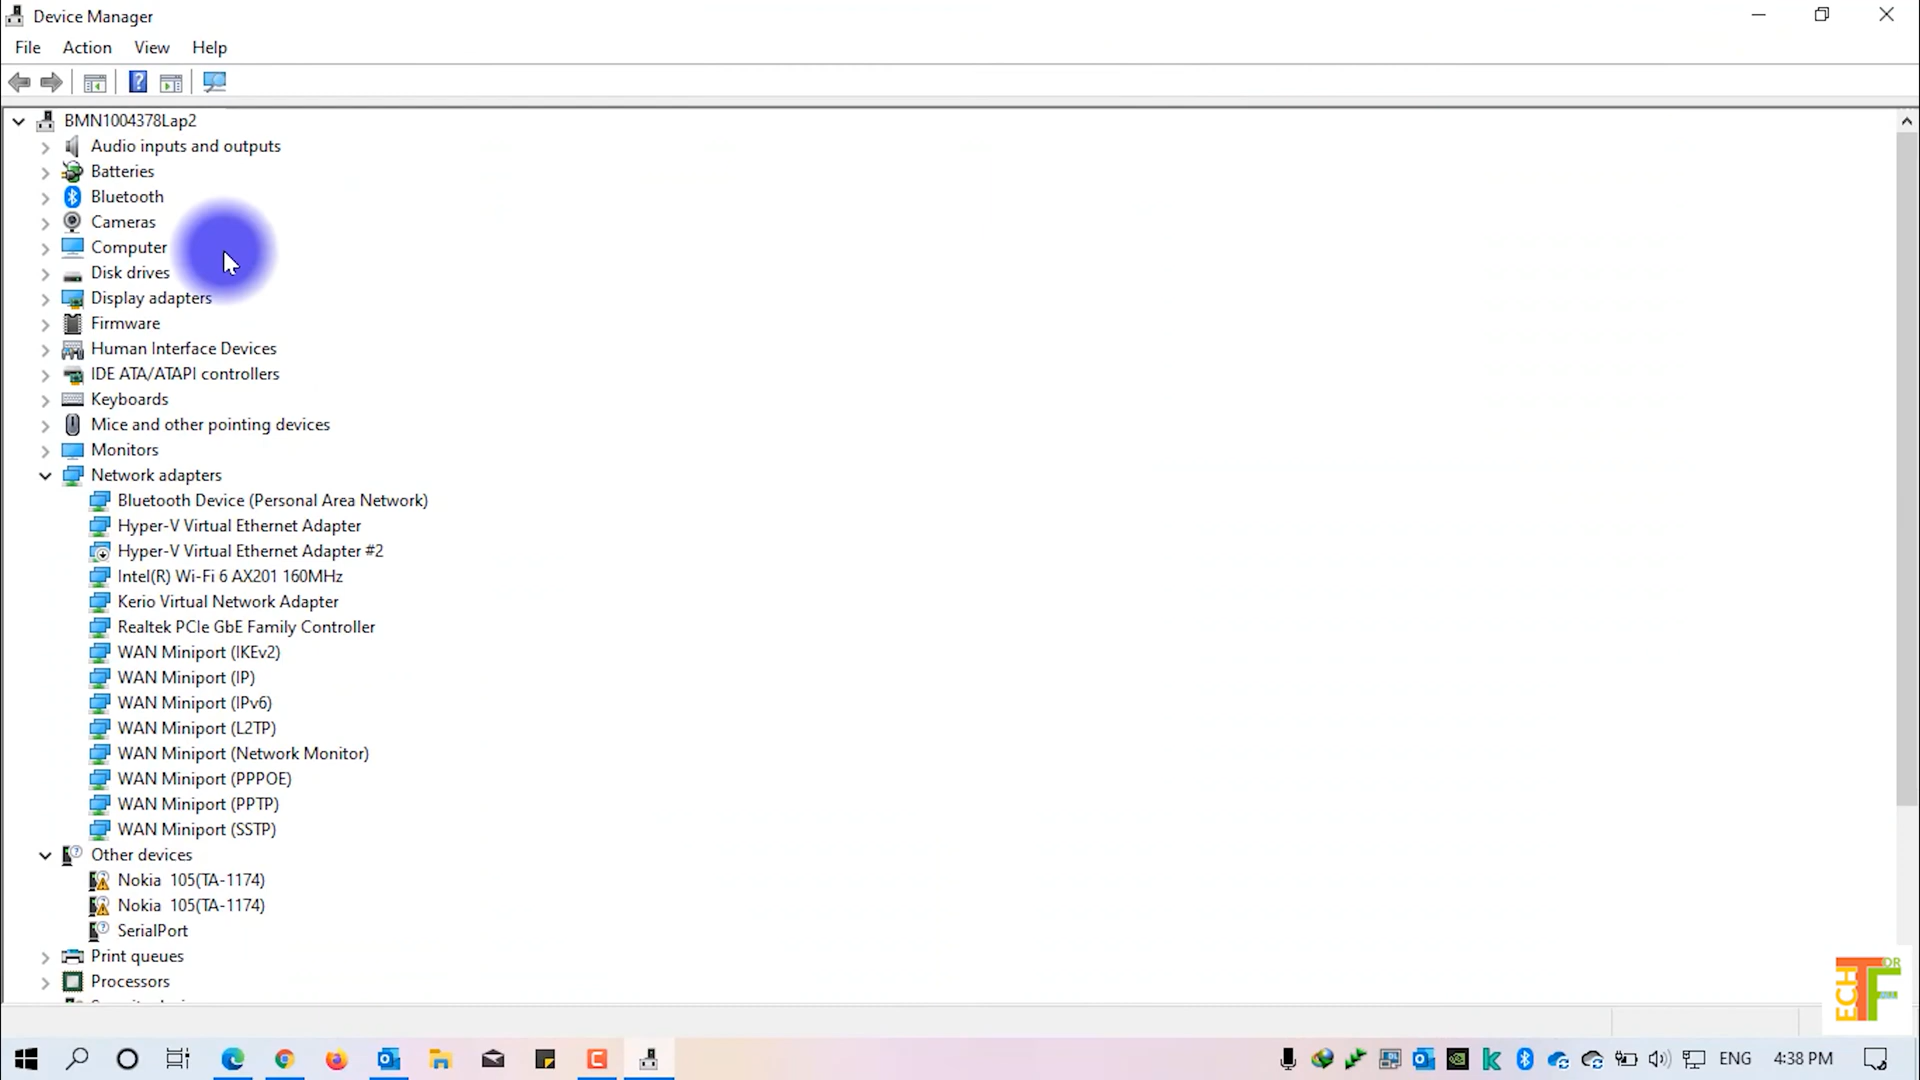 Device Manager
File Action View Help
BMN1004378Lap2
Audio inputs and outputs
Batteries
Bluetooth
Cameras
Computer
Disk drives
Display adapters
Firmware
Human Interface Devices
IDE ATA/ATAPI controllers
Keyboards
Mice and other pointing devices
Monitors
Network adapters
Bluetooth Device (Personal Area Network)
Hyper-V Virtual Ethernet Adapter
Hyper-V Virtual Ethernet Adapter #2
Intel(R) Wi-Fi 6 AX201 160MHz
Kerio Virtual Network Adapter
Realtek PCIe GbE Family Controller
WAN Miniport (IKEv2)
WAN Miniport (IP)
WAN Miniport (IPv6)
WAN Miniport (L2TP)
WAN Miniport (Network Monitor)
WAN Miniport (PPPOE)
WAN Miniport (PPTP)
WAN Miniport (SSTP)
Other devices
Nokia 105(TA-1174)
Nokia 105(TA-1174)
SerialPort
Print queues
Processors
ECH TF OR
ENG 4:38 PM